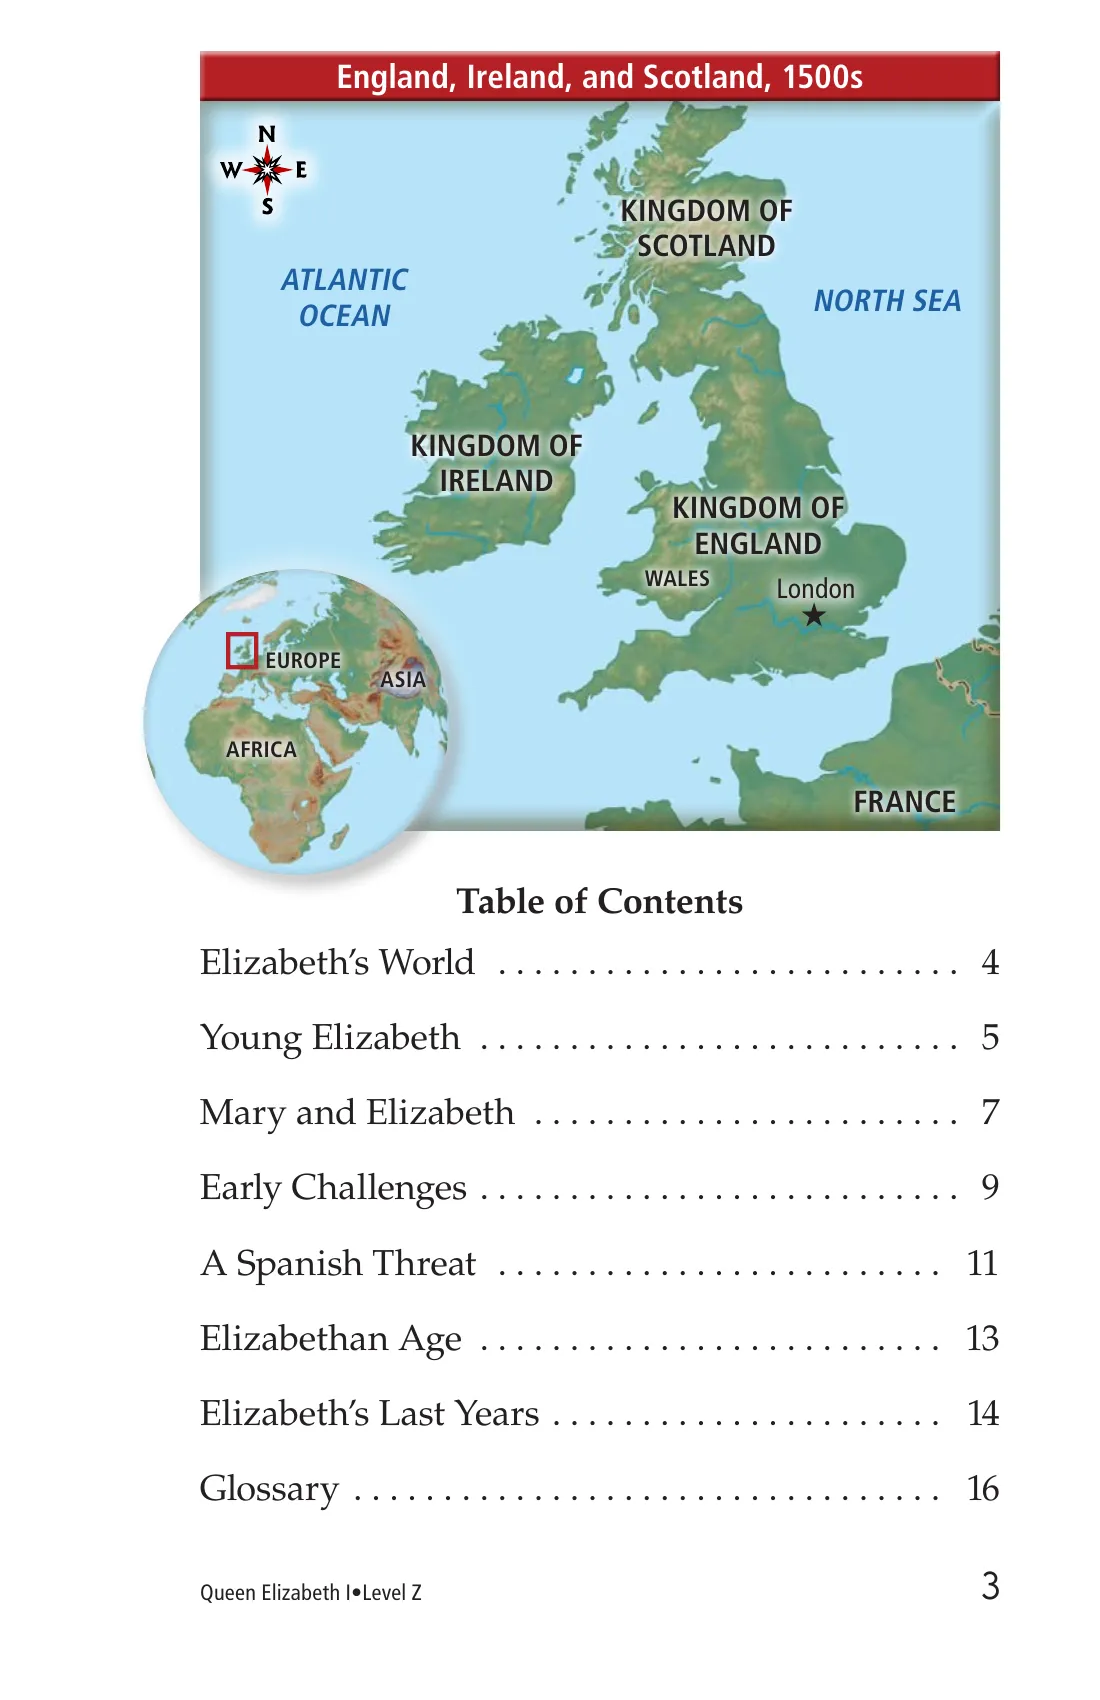 England, Ireland, and Scotland, 1500s
N
W E
S
KINGDOM OF
SCOTLAND
ATLANTIC
OCEAN
NORTH SEA
KINGDOM OF
IRELAND
KINGDOM OF
ENGLAND
WALES
London
EUROPE
ASIA
AFRICA
FRANCE
Table of Contents
Elizabeth’s World . . . . . . . . . . . . . . . . . . . . . . . . . . 4
Young Elizabeth . . . . . . . . . . . . . . . . . . . . . . . . . . . 5
Mary and Elizabeth . . . . . . . . . . . . . . . . . . . . . . . . 7
Early Challenges . . . . . . . . . . . . . . . . . . . . . . . . . . . 9
A Spanish Threat . . . . . . . . . . . . . . . . . . . . . . . . . 11
Elizabethan Age . . . . . . . . . . . . . . . . . . . . . . . . . . 13
Elizabeth’s Last Years . . . . . . . . . . . . . . . . . . . . . . 14
Glossary . . . . . . . . . . . . . . . . . . . . . . . . . . . . . . . . . 16
Queen Elizabeth I•Level Z
3